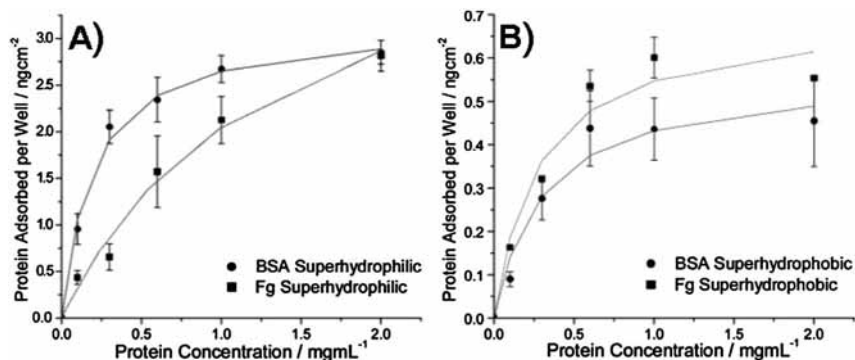 A)
Protein Adsorbed per Well / ngcm-2
3.0
2.5
2.0
1.5
1.0
0.5
0.0
BSA Superhydrophilic
Fg Superhydrophilic
0.0
0.5
1.0
1.5
2.0
Protein Concentration / mgmL-1
B)
Protein Adsorbed per Well / ngcm-2
0.7
0.6
0.5
0.4
0.3
0.2
0.1
0.0
BSA Superhydrophobic
Fg Superhydrophobic
0.0
0.5
1.0
1.5
2.0
Protein Concentration / mgmL-1